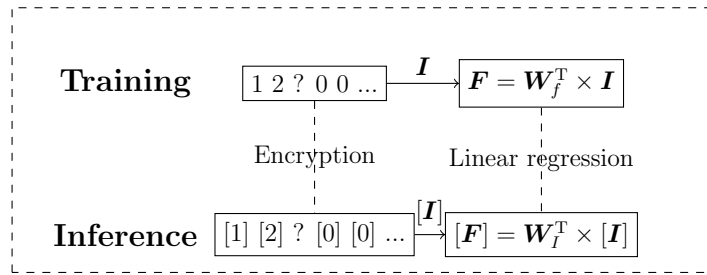 Training 1 2 ? 0 0 ... I F = W_f^T × I
Encryption Linear regression
Inference [1] [2] ? [0] [0] ... [I] [F] = W_I^T × [I]